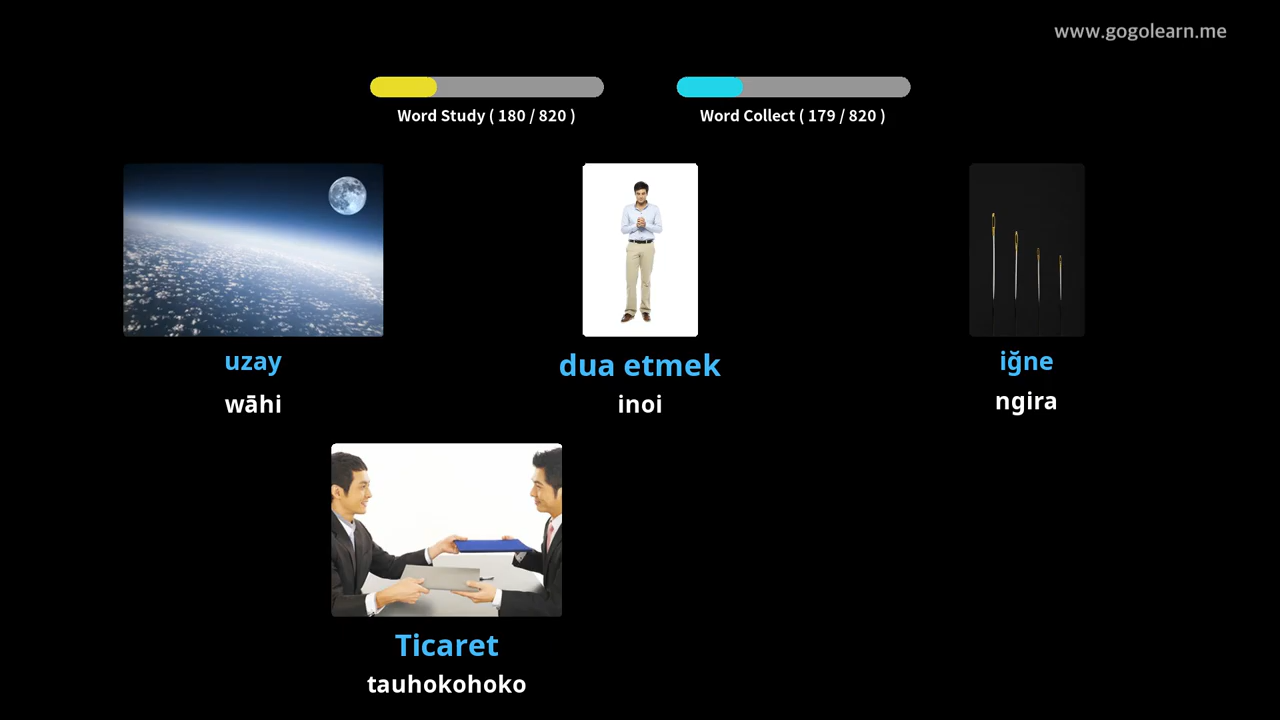 www.gogolearn.me
Word Study ( 180 / 820 )
Word Collect ( 179 / 820 )
uzay
wāhi
dua etmek
inoi
iğne
ngira
Ticaret
tauhokohoko